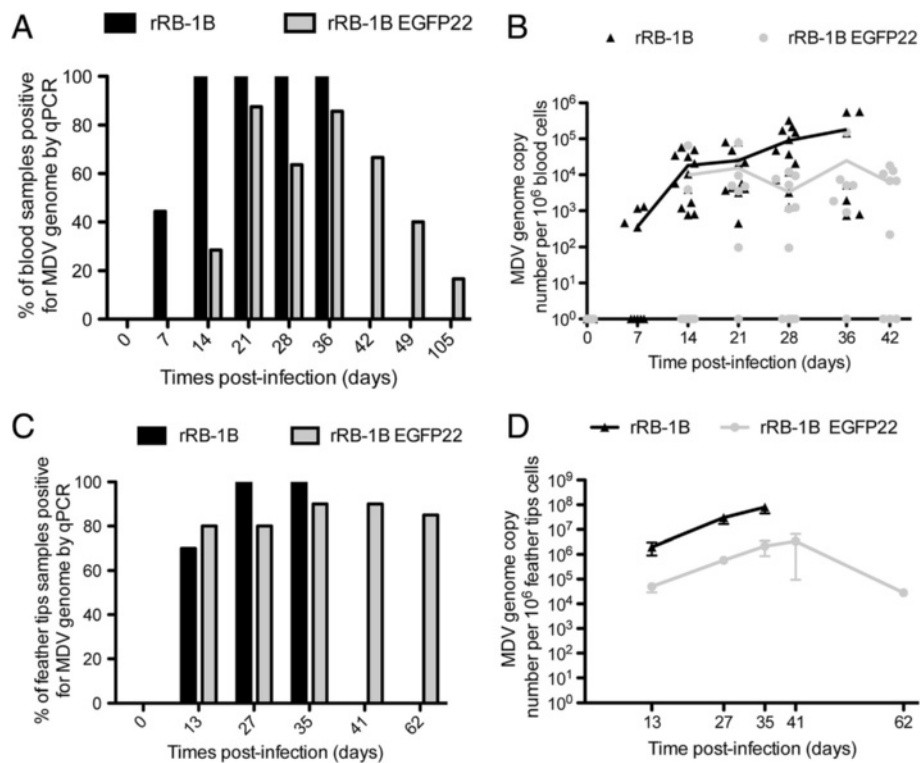 A
rRB-1B
rRB-1B EGFP22
% of blood samples positive
for MDV genome by qPCR
100
80
60
40
20
0
0
7
14
21
28
36
42
49
105
Times post-infection (days)
B
rRB-1B
rRB-1B EGFP22
MDV genome copy
number per 10^6 blood cells
10^6
10^5
10^4
10^3
10^2
10^1
10^0
0
7
14
21
28
36
42
Time post-infection (days)
C
rRB-1B
rRB-1B EGFP22
% of feather tips samples positive
for MDV genome by qPCR
100
80
60
40
20
0
0
13
27
35
41
62
Times post-infection (days)
D
rRB-1B
rRB-1B EGFP22
MDV genome copy
number per 10^6 feather tips cells
10^9
10^8
10^7
10^6
10^5
10^4
10^3
10^2
10^1
10^0
13
27
35
41
62
Time post-infection (days)